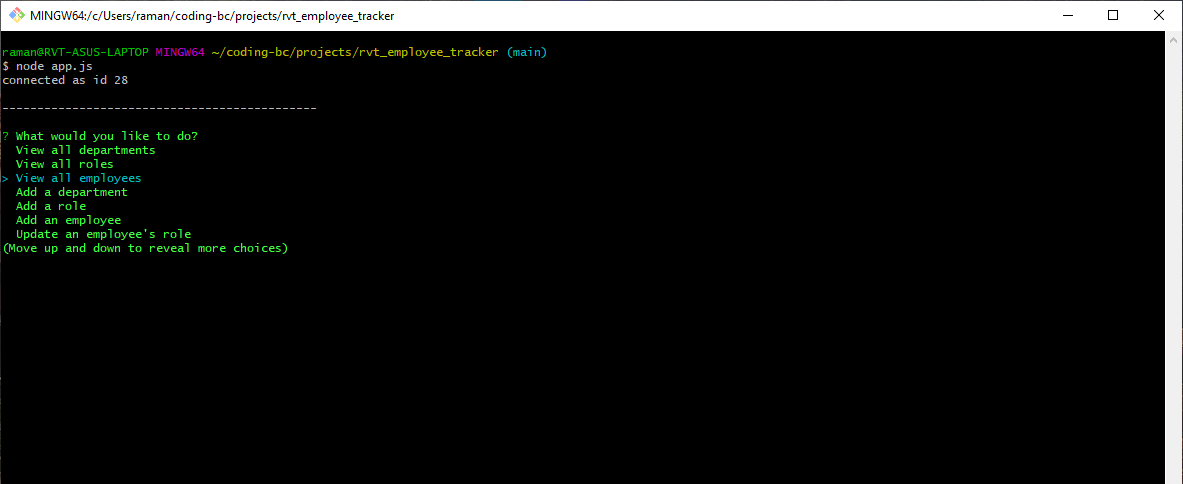 MINGW64:/c/Users/raman/coding-bc/projects/rvt_employee_tracker
raman@RVT-ASUS-LAPTOP MINGW64 ~/coding-bc/projects/rvt_employee_tracker (main)
$ node app.js
connected as id 28
---------------------------------------------
? What would you like to do?
View all departments
View all roles
> View all employees
Add a department
Add a role
Add an employee
Update an employee's role
(Move up and down to reveal more choices)